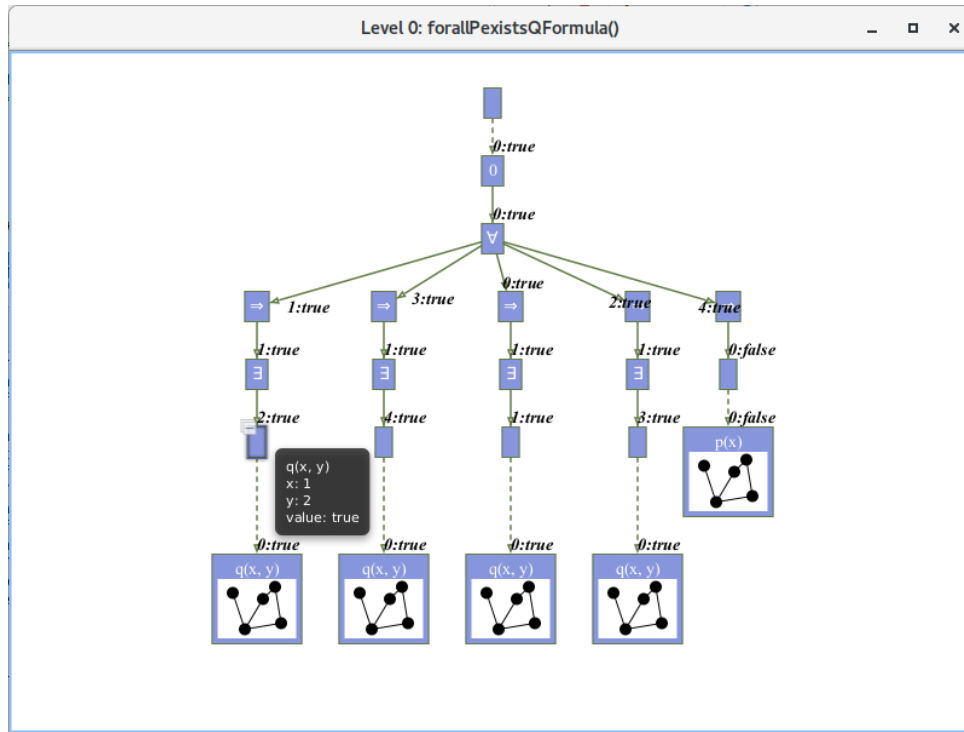 Level 0: forallPexistsQFormula()
0:true
0
0:true
∀
1:true 3:true 0:true 2:true 4:true
⇒ ⇒ ⇒
1:true 1:true 1:true 1:true 0:false
∃ ∃ ∃ ∃
2:true 4:true 1:true 3:true 0:false
p(x)
q(x, y)
x: 1
y: 2
value: true
0:true 0:true 0:true 0:true
q(x, y) q(x, y) q(x, y) q(x, y)